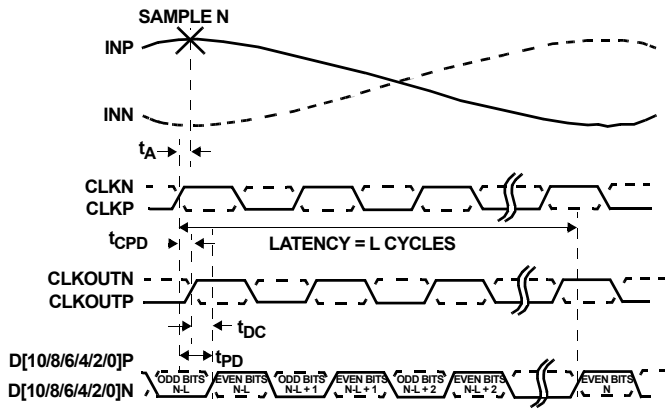 SAMPLE N
INP
INN
tA
CLKN
CLKP
tCPD
LATENCY = L CYCLES
CLKOUTN
CLKOUTP
tDC
tPD
D[10/8/6/4/2/0]P
D[10/8/6/4/2/0]N
ODD BITS
N-L
EVEN BITS
N-L
ODD BITS
N-L + 1
EVEN BITS
N-L + 1
ODD BITS
N-L + 2
EVEN BITS
N-L + 2
EVEN BITS
N